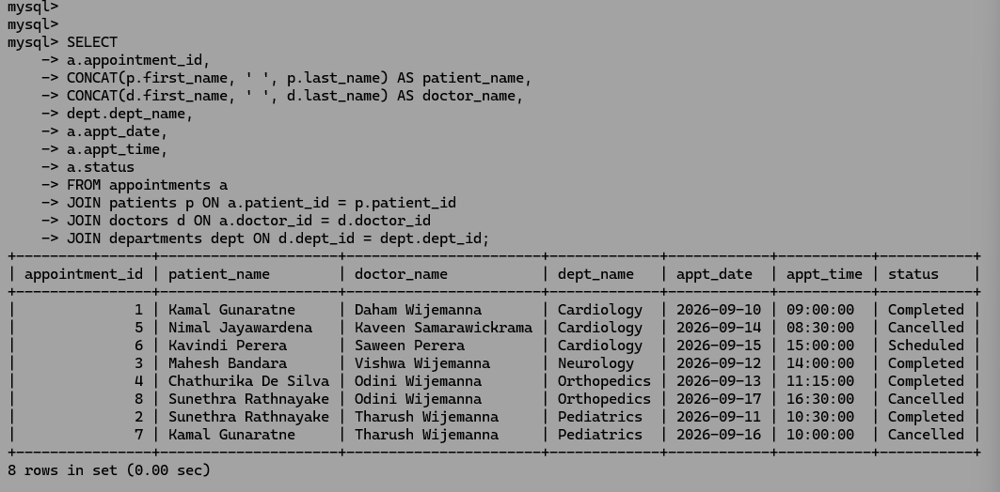 mysql>
mysql>
mysql> SELECT
    -> a.appointment_id,
    -> CONCAT(p.first_name, ' ', p.last_name) AS patient_name,
    -> CONCAT(d.first_name, ' ', d.last_name) AS doctor_name,
    -> dept.dept_name,
    -> a.appt_date,
    -> a.appt_time,
    -> a.status
    -> FROM appointments a
    -> JOIN patients p ON a.patient_id = p.patient_id
    -> JOIN doctors d ON a.doctor_id = d.doctor_id
    -> JOIN departments dept ON d.dept_id = dept.dept_id;
+----------------+---------------------+-----------------------+-------------+------------+-----------+-----------+
| appointment_id | patient_name        | doctor_name           | dept_name   | appt_date  | appt_time | status    |
+----------------+---------------------+-----------------------+-------------+------------+-----------+-----------+
|              1 | Kamal Gunaratne     | Daham Wijemanna       | Cardiology  | 2026-09-10 | 09:00:00  | Completed |
|              5 | Nimal Jayawardena   | Kaveen Samarawickrama | Cardiology  | 2026-09-14 | 08:30:00  | Cancelled |
|              6 | Kavindi Perera      | Saween Perera         | Cardiology  | 2026-09-15 | 15:00:00  | Scheduled |
|              3 | Mahesh Bandara      | Vishwa Wijemanna      | Neurology   | 2026-09-12 | 14:00:00  | Completed |
|              4 | Chathurika De Silva | Odini Wijemanna       | Orthopedics | 2026-09-13 | 11:15:00  | Completed |
|              8 | Sunethra Rathnayake | Odini Wijemanna       | Orthopedics | 2026-09-17 | 16:30:00  | Cancelled |
|              2 | Sunethra Rathnayake | Tharush Wijemanna     | Pediatrics  | 2026-09-11 | 10:30:00  | Completed |
|              7 | Kamal Gunaratne     | Tharush Wijemanna     | Pediatrics  | 2026-09-16 | 10:00:00  | Cancelled |
+----------------+---------------------+-----------------------+-------------+------------+-----------+-----------+
8 rows in set (0.00 sec)